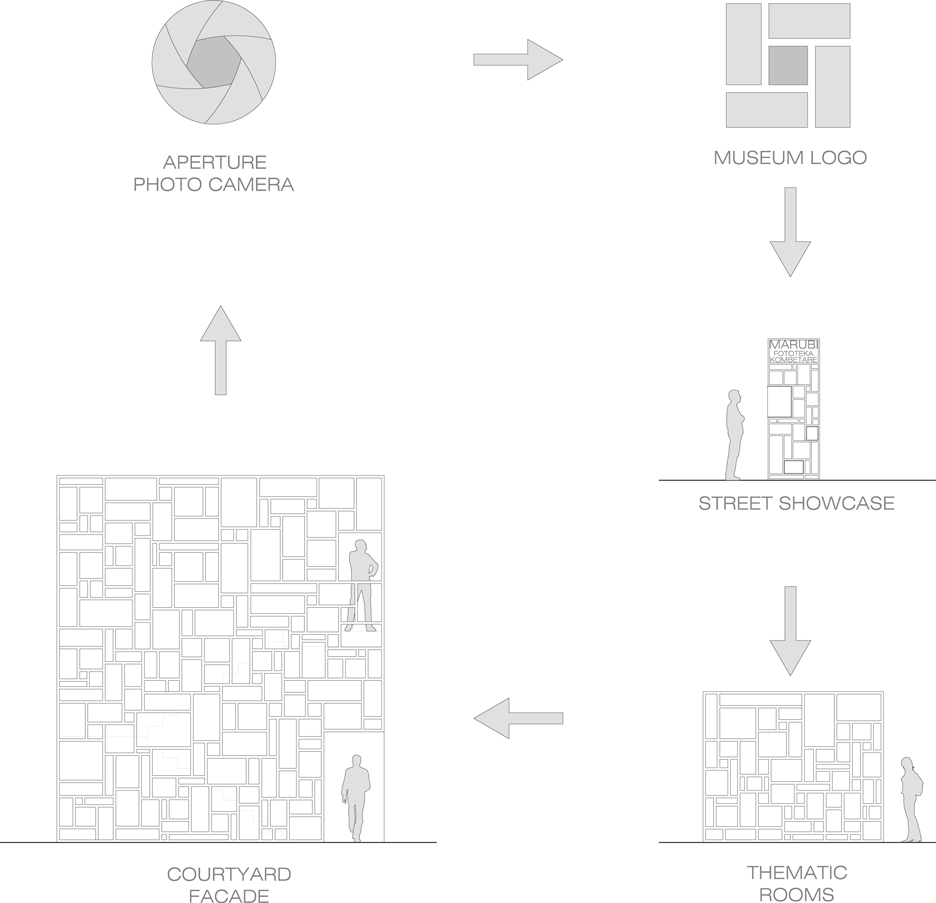 APERTURE
PHOTO CAMERA
MUSEUM LOGO
MARUBI
FOTOTEKA
KOMBETARE
STREET SHOWCASE
COURTYARD
FACADE
THEMATIC
ROOMS